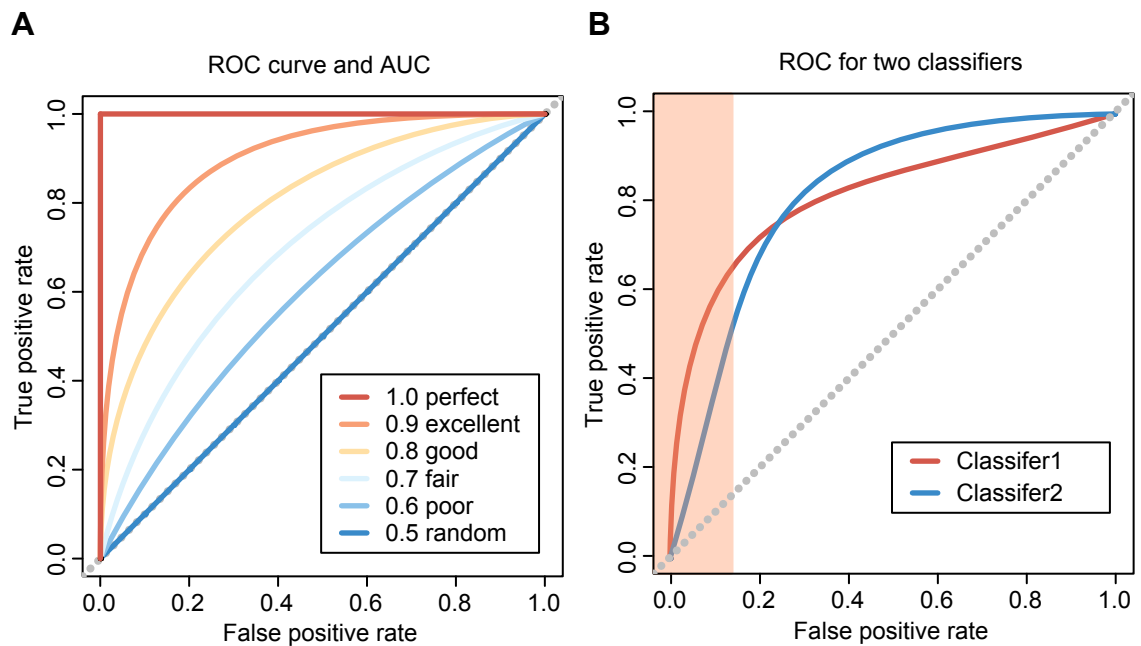 A
ROC curve and AUC
True positive rate
1.0
0.8
0.6
0.4
0.2
0.0
1.0 perfect
0.9 excellent
0.8 good
0.7 fair
0.6 poor
0.5 random
0.0 0.2 0.4 0.6 0.8 1.0
False positive rate
B
ROC for two classifiers
True positive rate
1.0
0.8
0.6
0.4
0.2
0.0
Classifer1
Classifer2
0.0 0.2 0.4 0.6 0.8 1.0
False positive rate